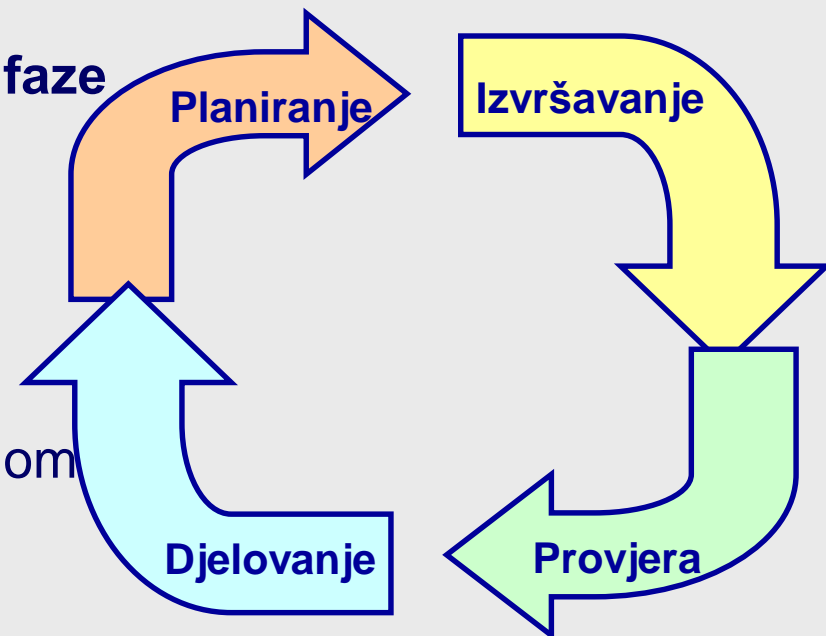 faze
Planiranje
Izvršavanje
om
Djelovanje
Provjera